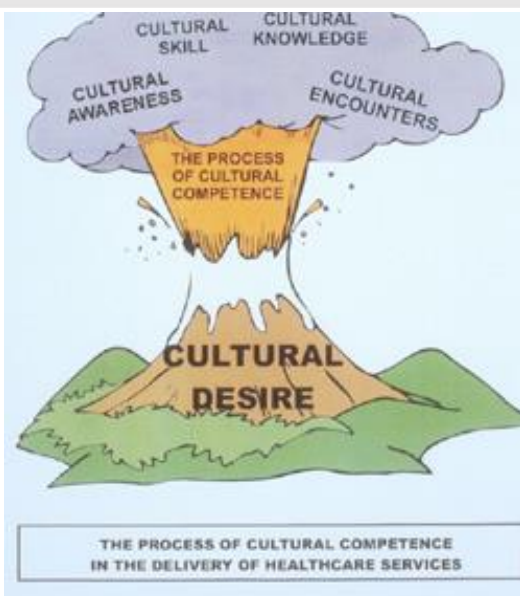 CULTURAL
SKILL
CULTURAL
KNOWLEDGE
CULTURAL
AWARENESS
CULTURAL
ENCOUNTERS
THE PROCESS
OF CULTURAL
COMPETENCE
CULTURAL
DESIRE
THE PROCESS OF CULTURAL COMPETENCE
IN THE DELIVERY OF HEALTHCARE SERVICES